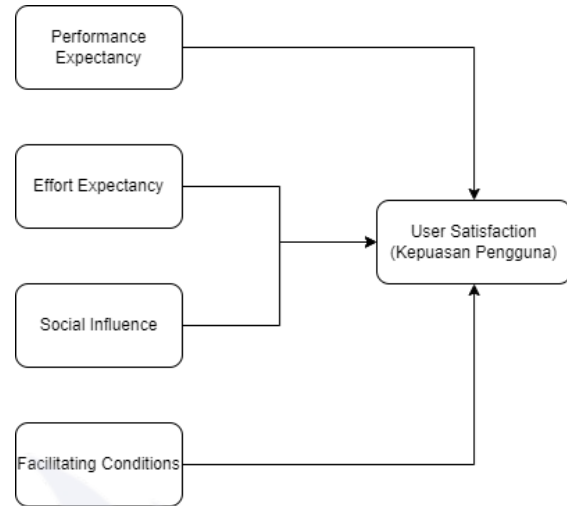 Performance
Expectancy
Effort Expectancy
Social Influence
Facilitating Conditions
User Satisfaction
(Kepuasan Pengguna)